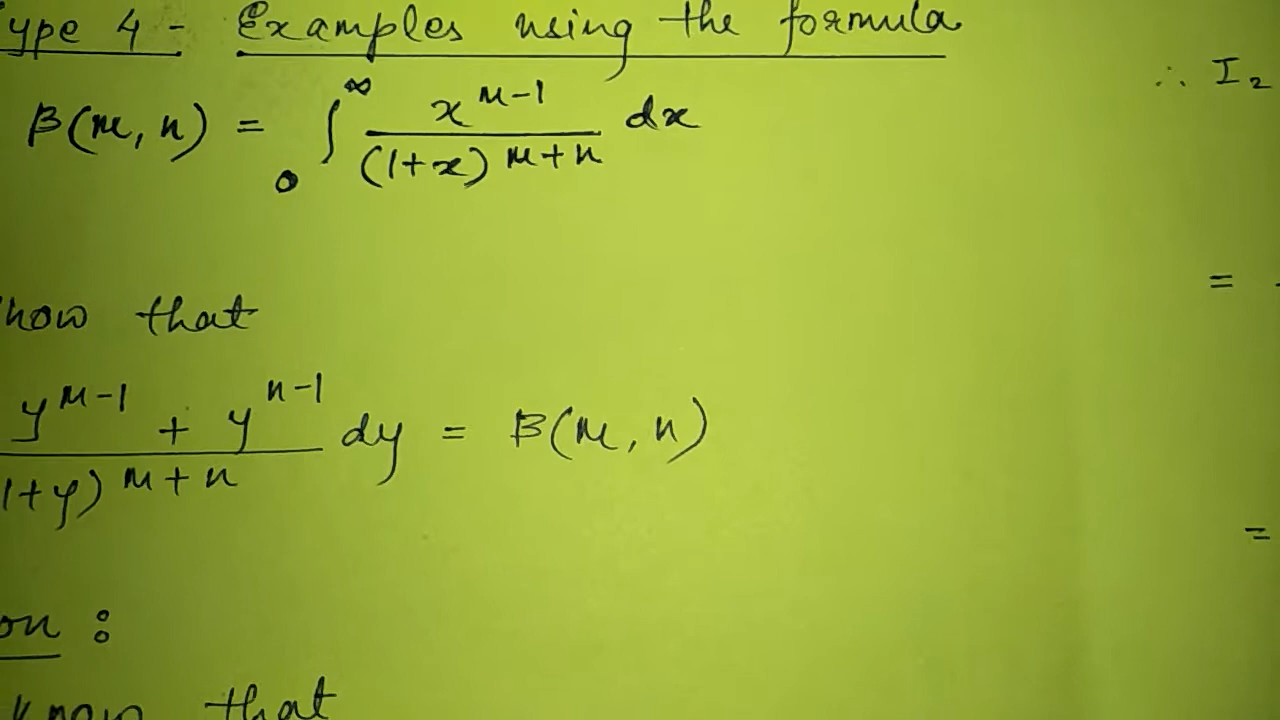 ype 4 - Examples using the formula
∴ I₂
β(m, n) = ∫₀^∞ x^(m-1) / (1+x)^(m+n) dx
=
how that
y^(m-1) + y^(n-1) / 1+y)^(m+n) dy = β(m, n)
=
on :
know that